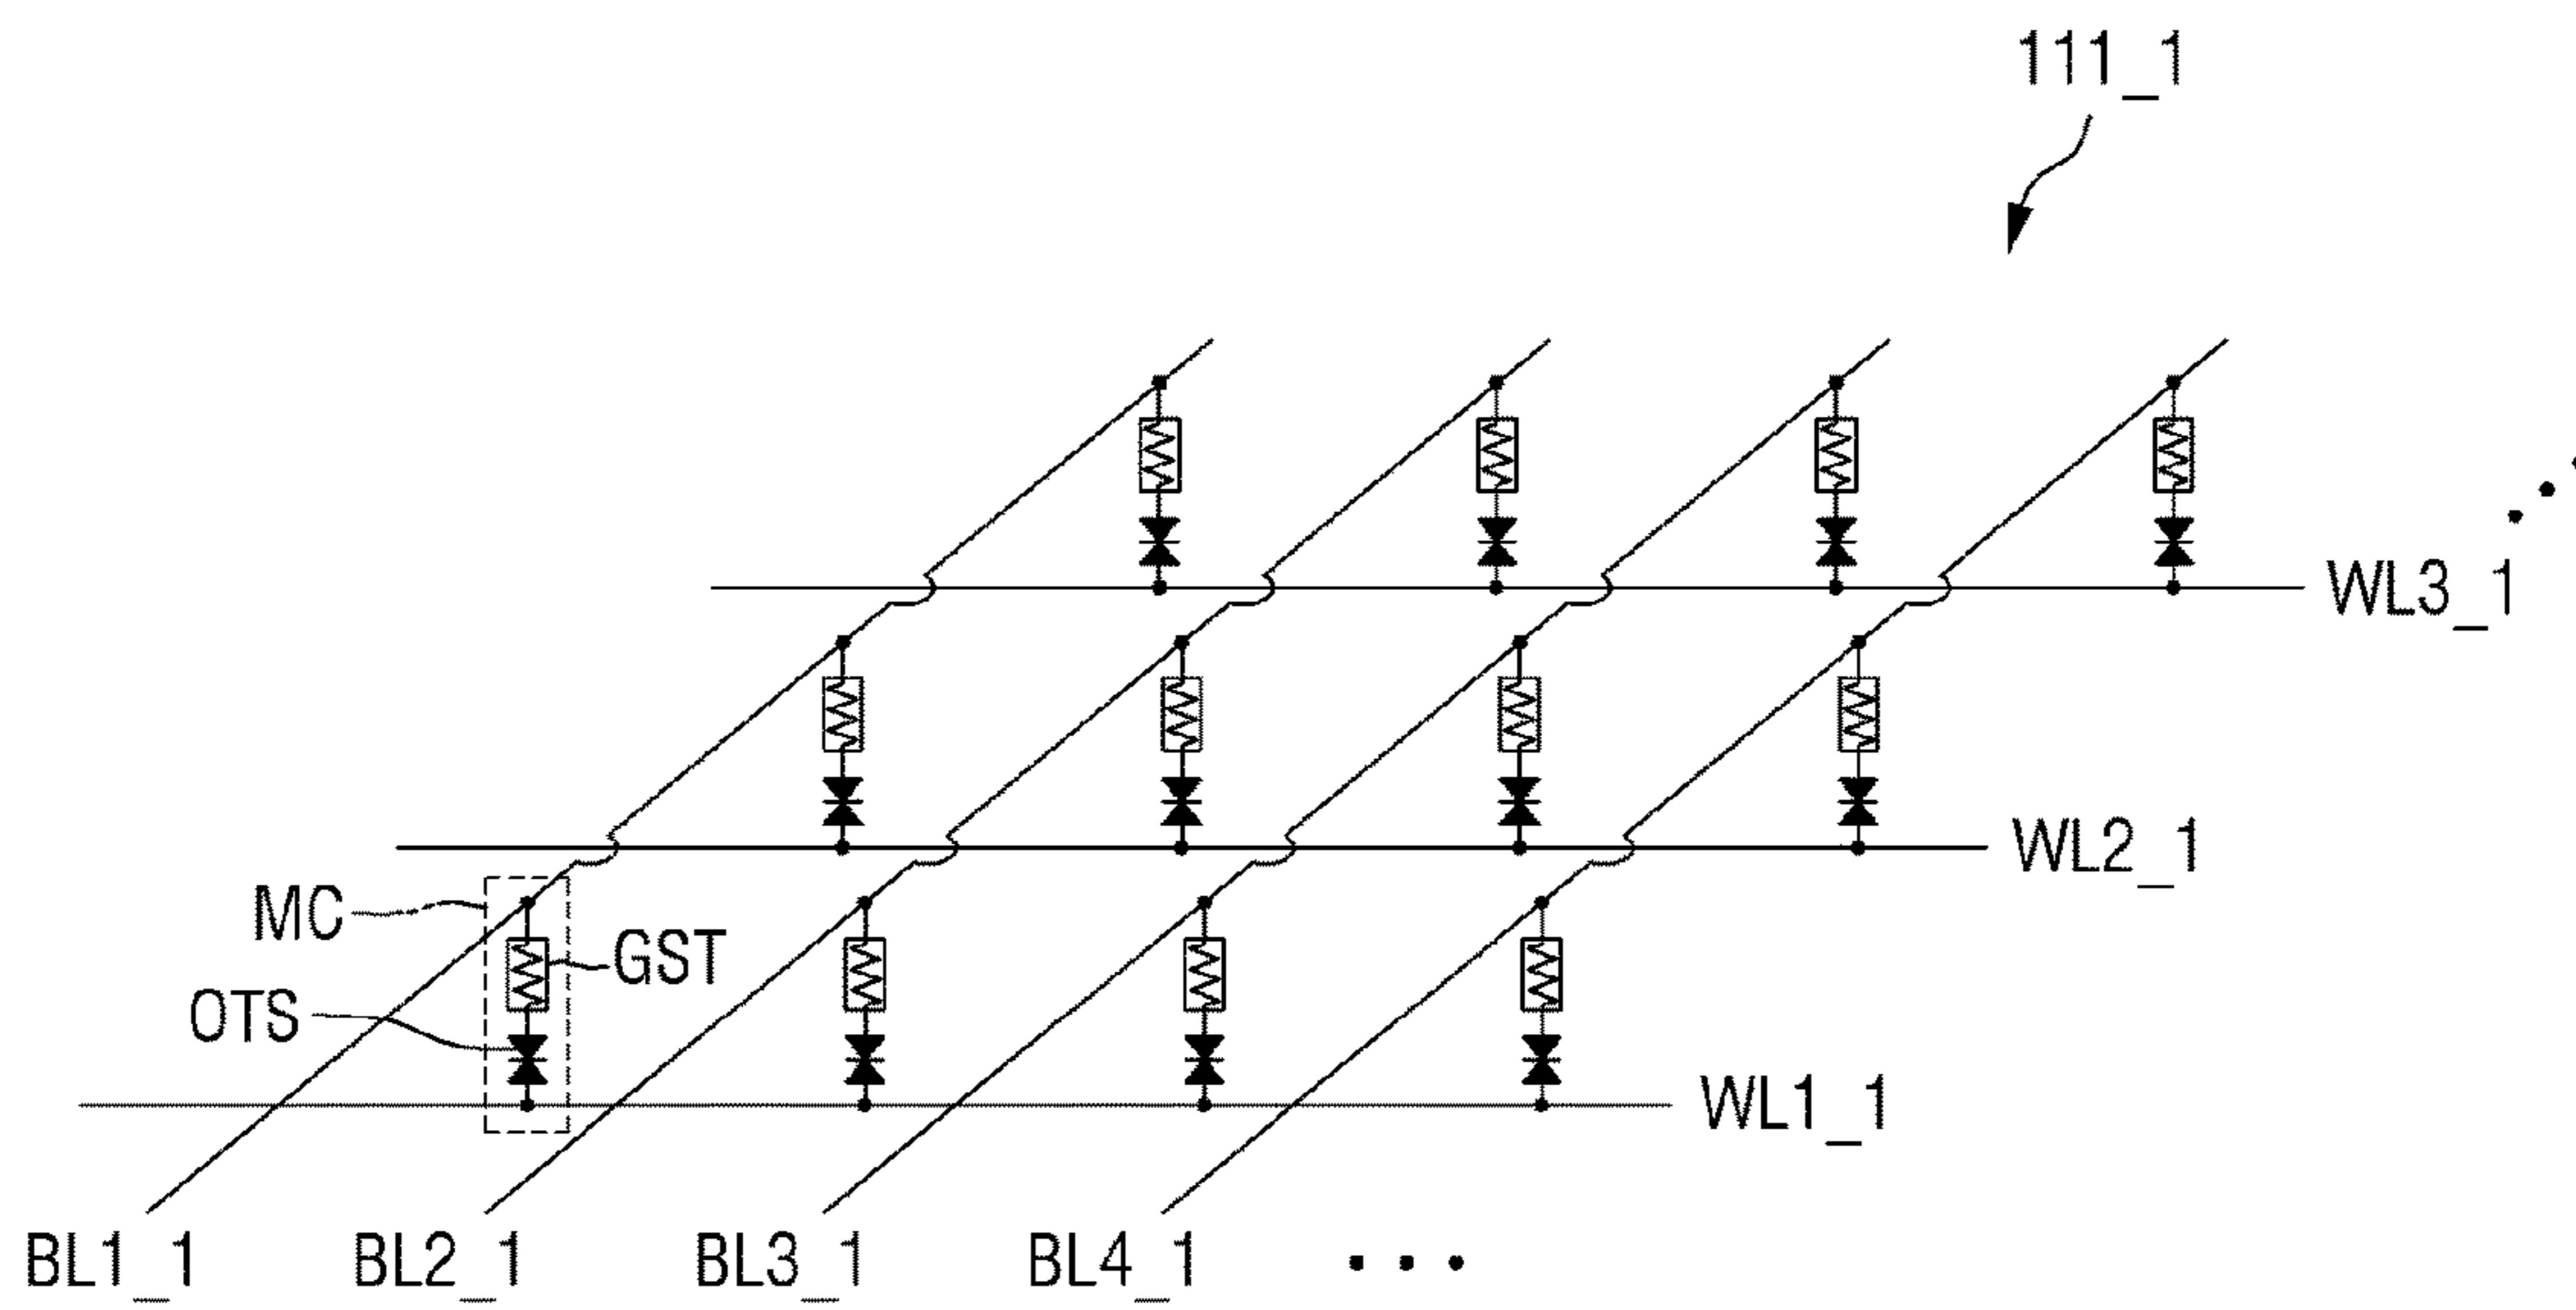 111_1
WL3_1
WL2_1
MC
GST
OTS
WL1_1
BL1_1 BL2_1 BL3_1 BL4_1 • • •